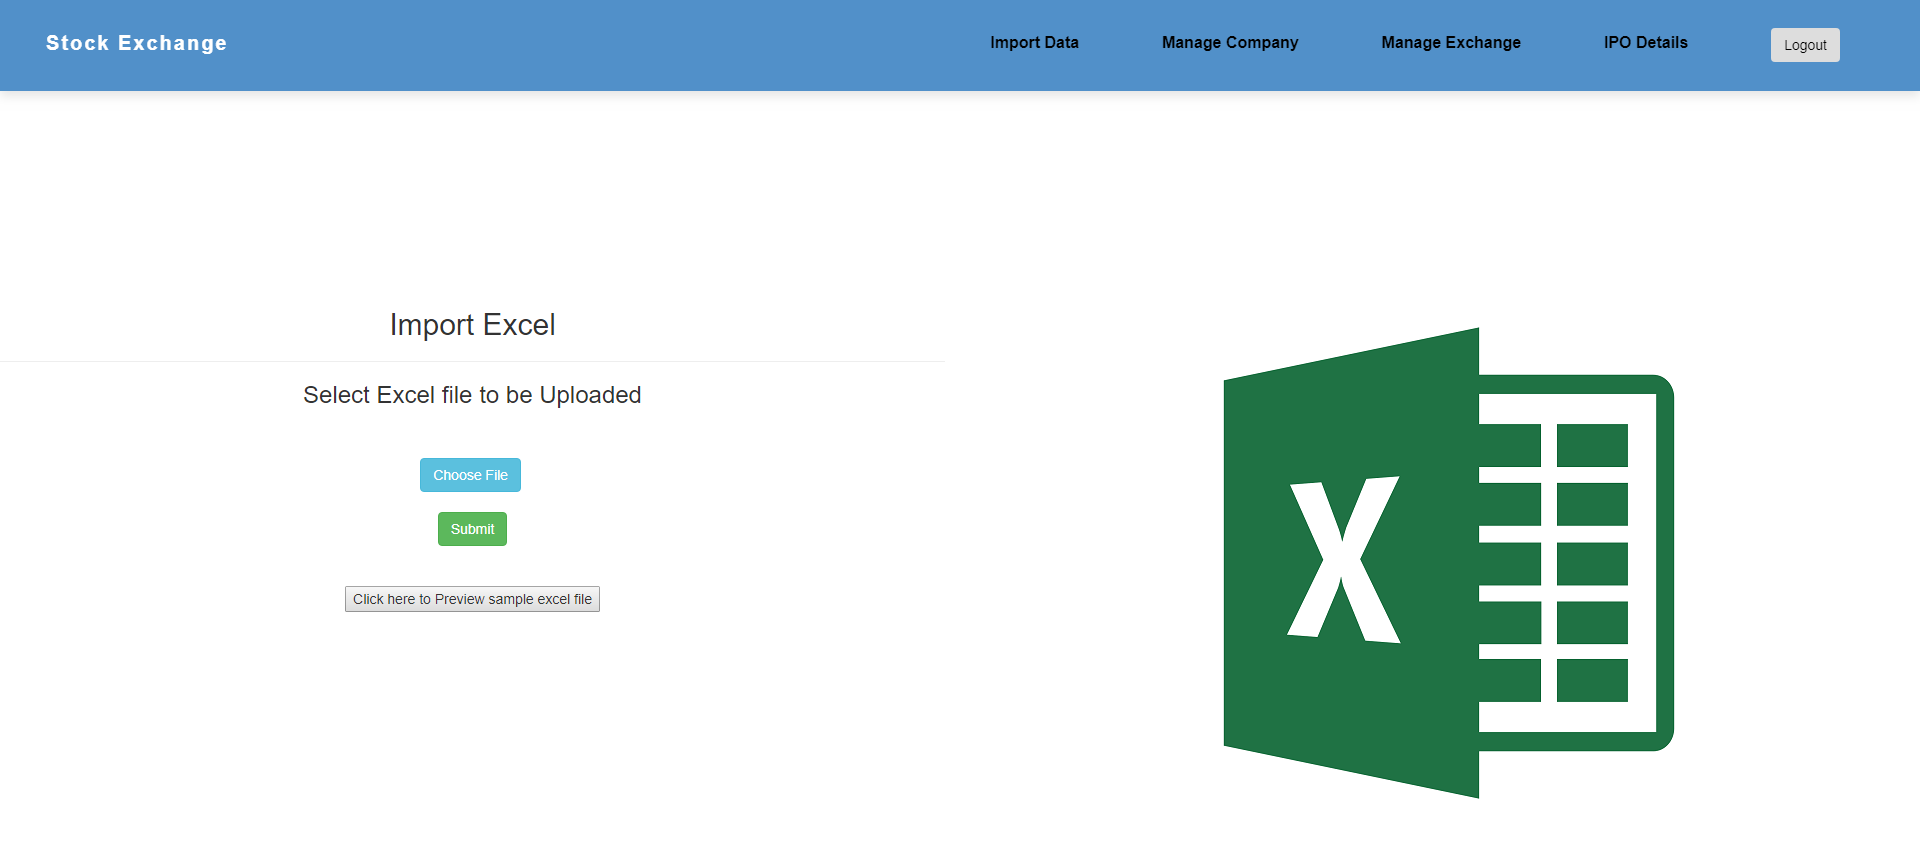 Stock Exchange
Import Data
Manage Company
Manage Exchange
IPO Details
Logout
Import Excel
Select Excel file to be Uploaded
Choose File
Submit
Click here to Preview sample excel file
X